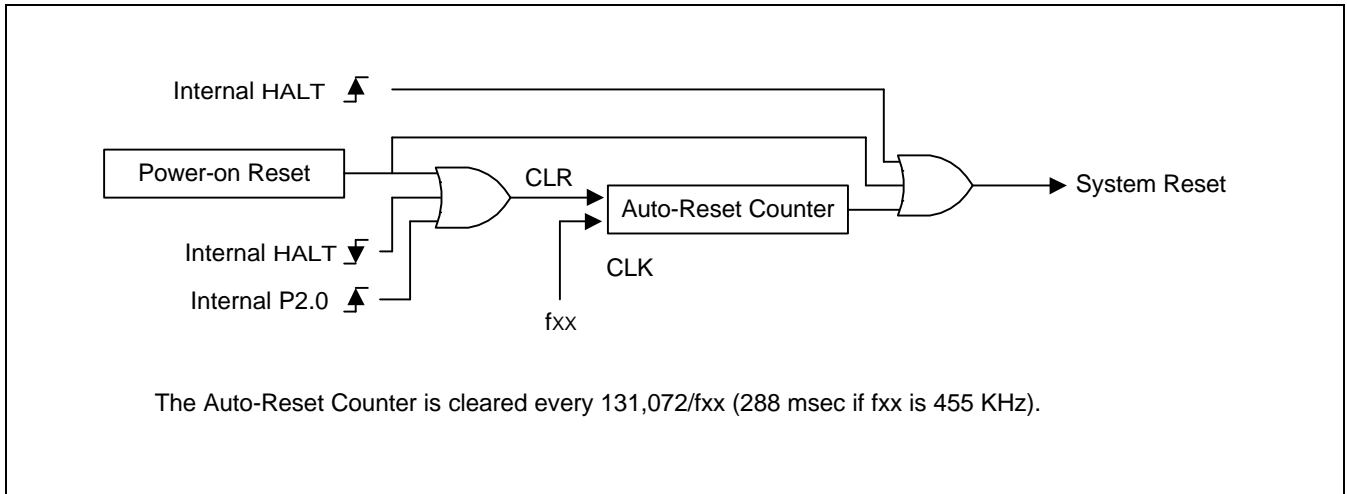 Internal HALT
Power-on Reset
CLR
Auto-Reset Counter
System Reset
Internal HALT
CLK
Internal P2.0
fxx
The Auto-Reset Counter is cleared every 131,072/fxx (288 msec if fxx is 455 KHz).